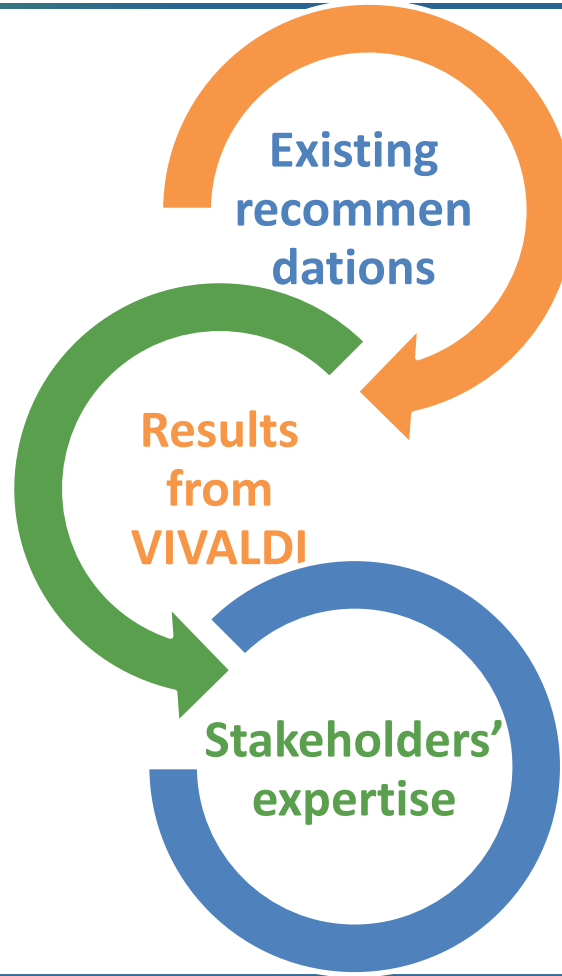 Existing
recommen
dations
Results
from
VIVALDI
Stakeholders’
expertise